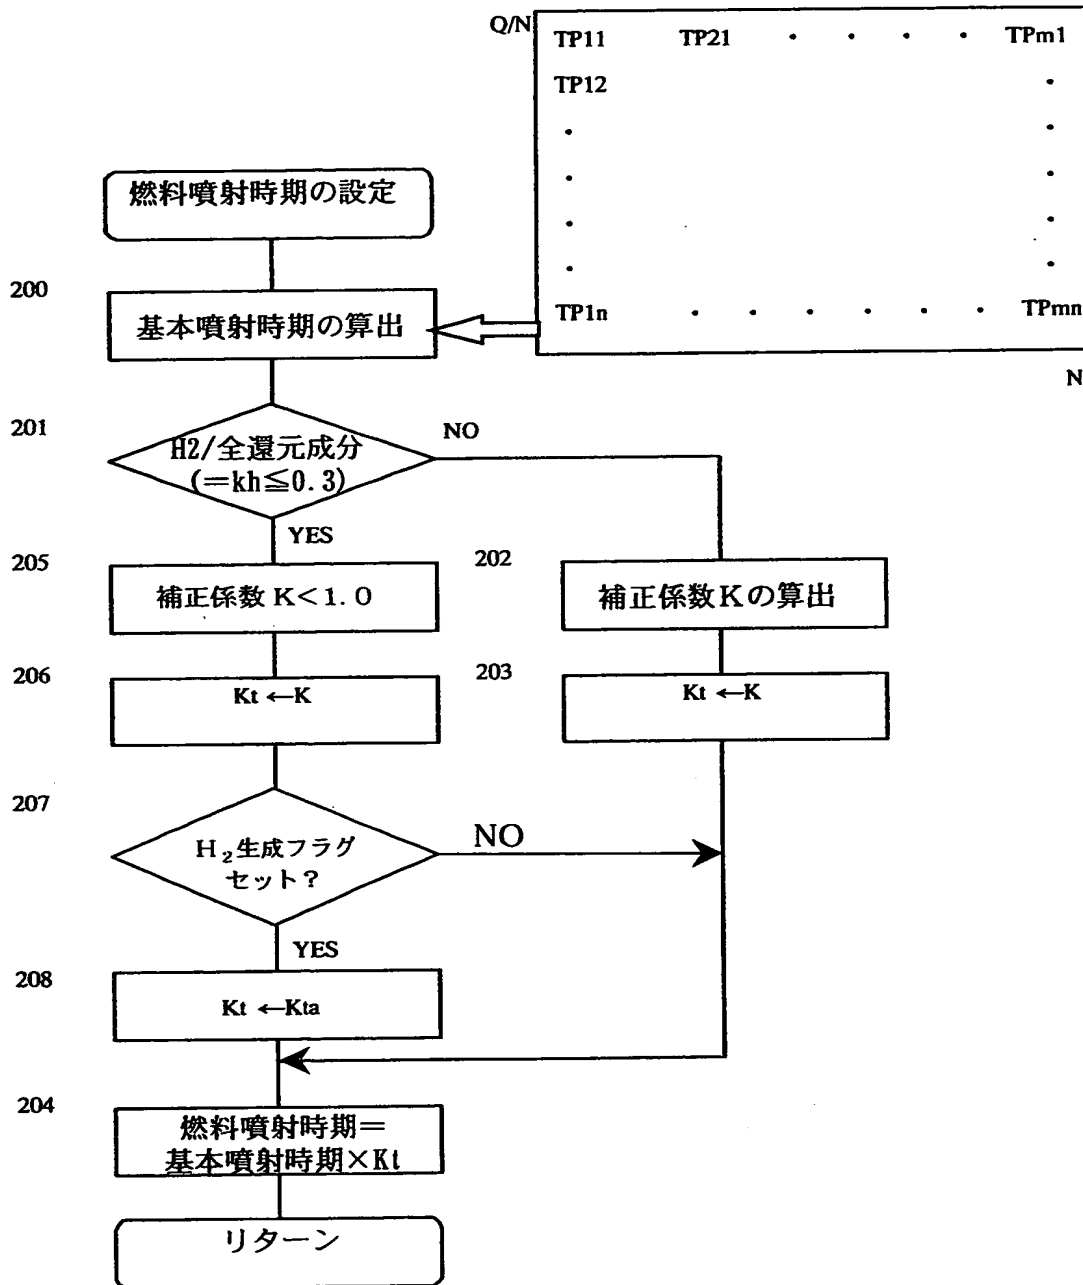 Q/N
TP11 TP21 ・ ・ ・ ・ TPm1
TP12 ・
・ ・
・ ・
・ ・
・ ・
TP1n ・ ・ ・ ・ ・ ・ TPmn
N
燃料噴射時期の設定
200
基本噴射時期の算出
201
H2/全還元成分
(=kh≦0.3)
NO
YES
205
補正係数 K<1.0
202
補正係数Kの算出
206
Kt ←K
203
Kt ←K
207
H₂生成フラグ
セット?
NO
YES
208
Kt ←Kta
204
燃料噴射時期=
基本噴射時期×Kt
リターン